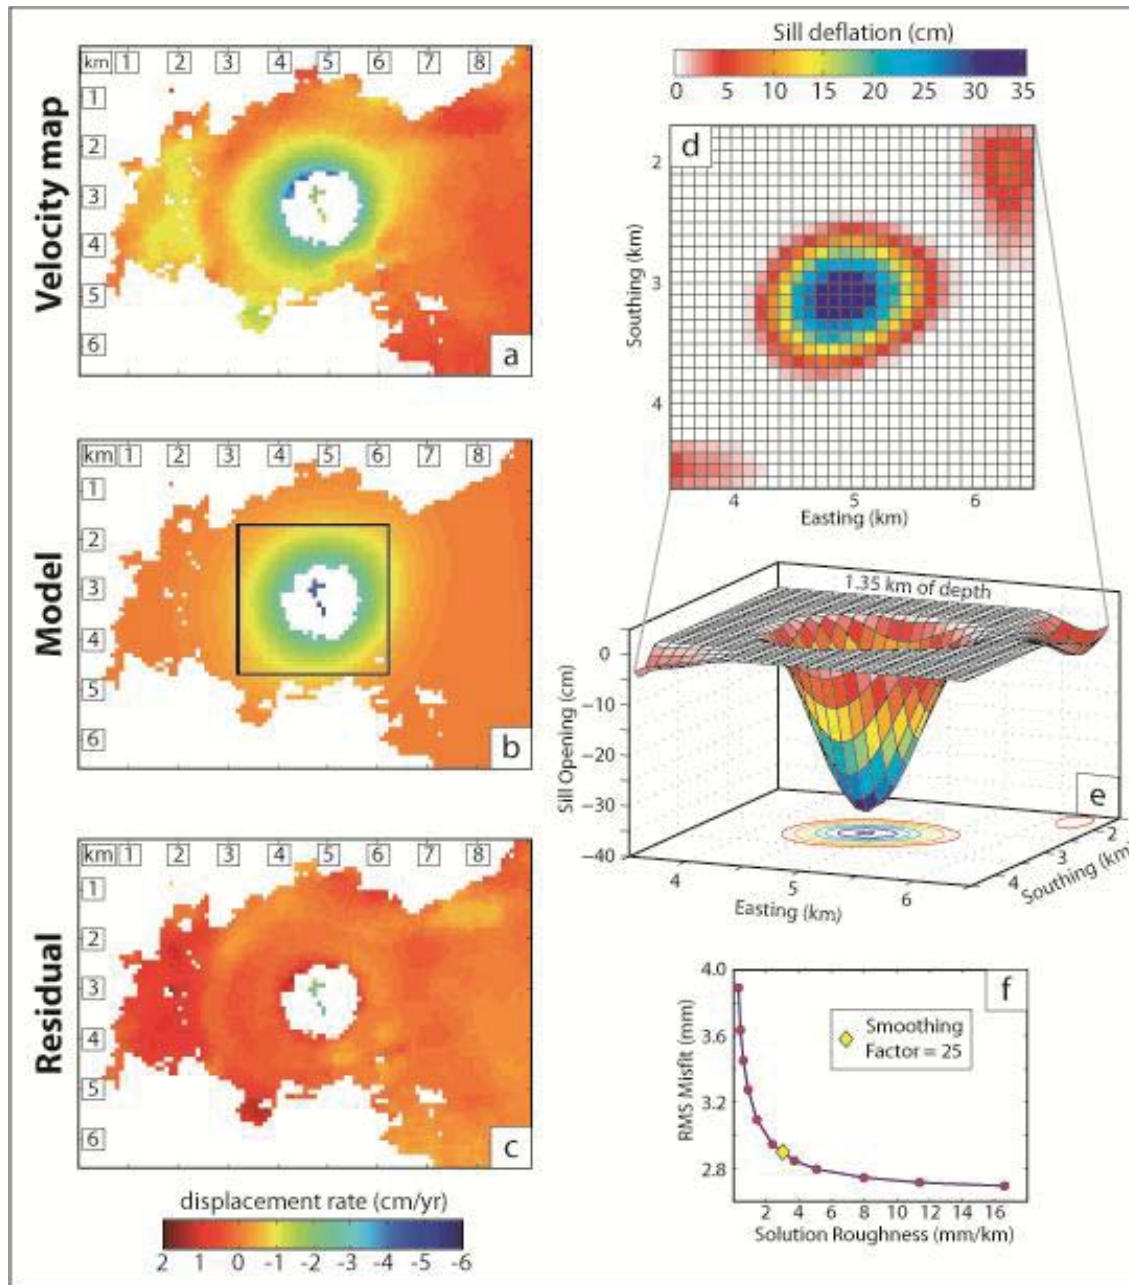 Velocity map
km 1 2 3 4 5 6 7 8
1
2
3
4
5
6
a
Model
km 1 2 3 4 5 6 7 8
1
2
3
4
5
6
b
Residual
km 1 2 3 4 5 6 7 8
1
2
3
4
5
6
c
displacement rate (cm/yr)
2 1 0 -1 -2 -3 -4 -5 -6
Sill deflation (cm)
0 5 10 15 20 25 30 35
d
2
3
4
Southing (km)
4 5 6
Easting (km)
1.35 km of depth
0
-10
-20
-30
-40
Sill Opening (cm)
e
4 5 6
Easting (km)
2
3
4
Southing (km)
f
4.0
3.6
3.2
2.8
RMS Misfit (mm)
Smoothing
Factor = 25
2 4 6 8 10 12 14 16
Solution Roughness (mm/km)